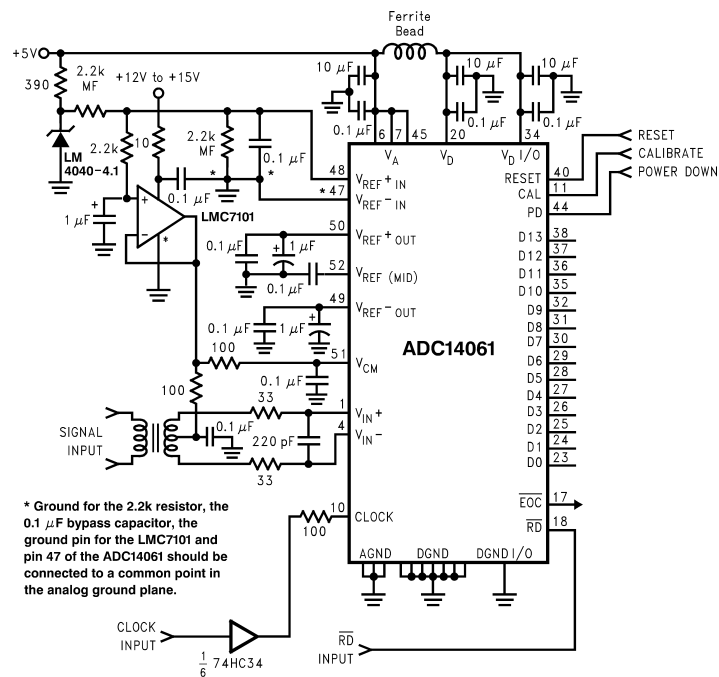 Ferrite
Bead
+5V
390
2.2k
MF
+12V to +15V
10 μF
10 μF
10 μF
0.1 μF
0.1 μF
0.1 μF
6 7 45 20 34
V_A V_D V_D I/O
LM
4040-4.1
2.2k
10
2.2k
MF
0.1 μF
*
*
0.1 μF
1 μF
+
+
−
*
LMC7101
48 V_REF+ IN
*47 V_REF− IN
50 V_REF+ OUT
0.1 μF
+
1 μF
52 V_REF (MID)
0.1 μF
49 V_REF− OUT
0.1 μF
1 μF
+
100
51 V_CM
0.1 μF
100
33
1 V_IN+
4 V_IN−
0.1 μF
220 pF
33
SIGNAL
INPUT
10 CLOCK
100
ADC14061
RESET 40
CAL 11
PD 44
RESET
CALIBRATE
POWER DOWN
D13 38
D12 37
D11 36
D10 35
D9 32
D8 31
D7 30
D6 29
D5 28
D4 27
D3 26
D2 25
D1 24
D0 23
E̅O̅C̅ 17
R̅D̅ 18
AGND DGND DGND I/O
* Ground for the 2.2k resistor, the
0.1 μF bypass capacitor, the
ground pin for the LMC7101 and
pin 47 of the ADC14061 should be
connected to a common point in
the analog ground plane.
CLOCK
INPUT
1/6 74HC34
R̅D̅
INPUT